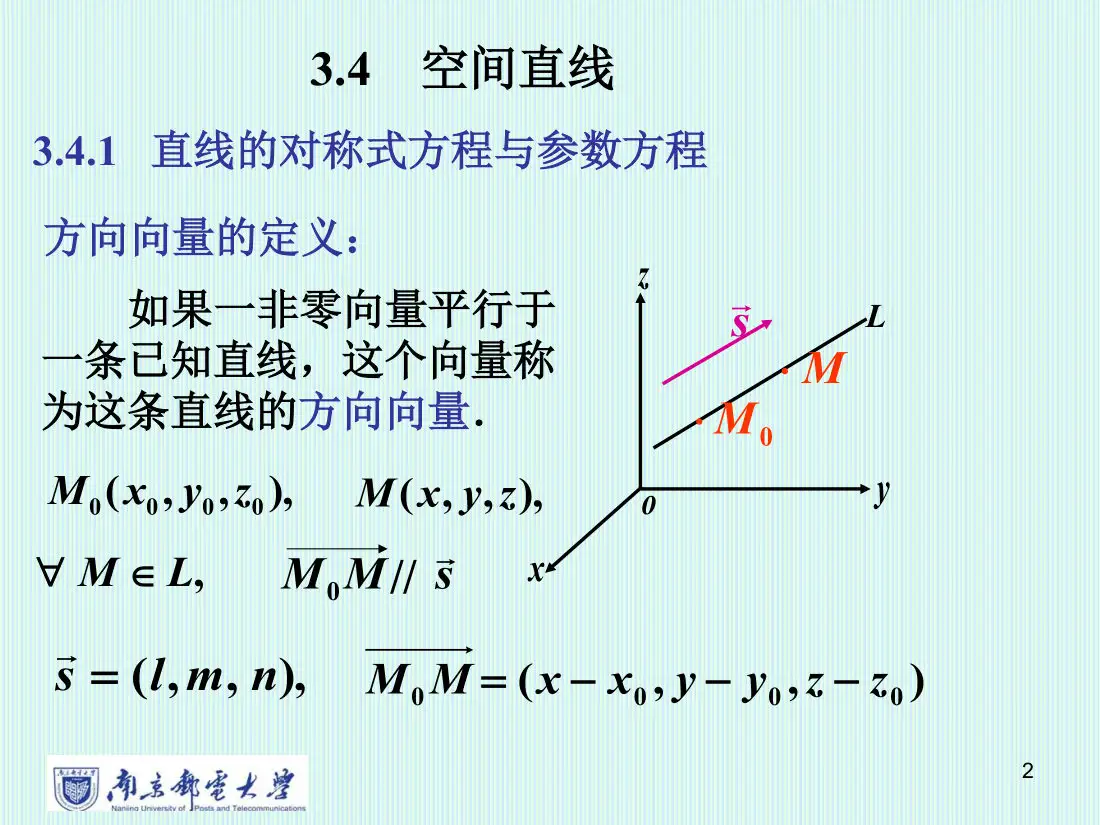 3.4 空间直线
3.4.1 直线的对称式方程与参数方程
方向向量的定义：
如果一非零向量平行于
一条已知直线，这个向量称
为这条直线的方向向量．
z
s⃗
L
M
M₀
y
0
x
M₀(x₀, y₀, z₀), M(x, y, z),
∀ M ∈ L, M₀M⃗ // s⃗
s⃗ = (l, m, n), M₀M⃗ = (x − x₀, y − y₀, z − z₀)
南京郵電大學
Nanjing University of Posts and Telecommunications
2